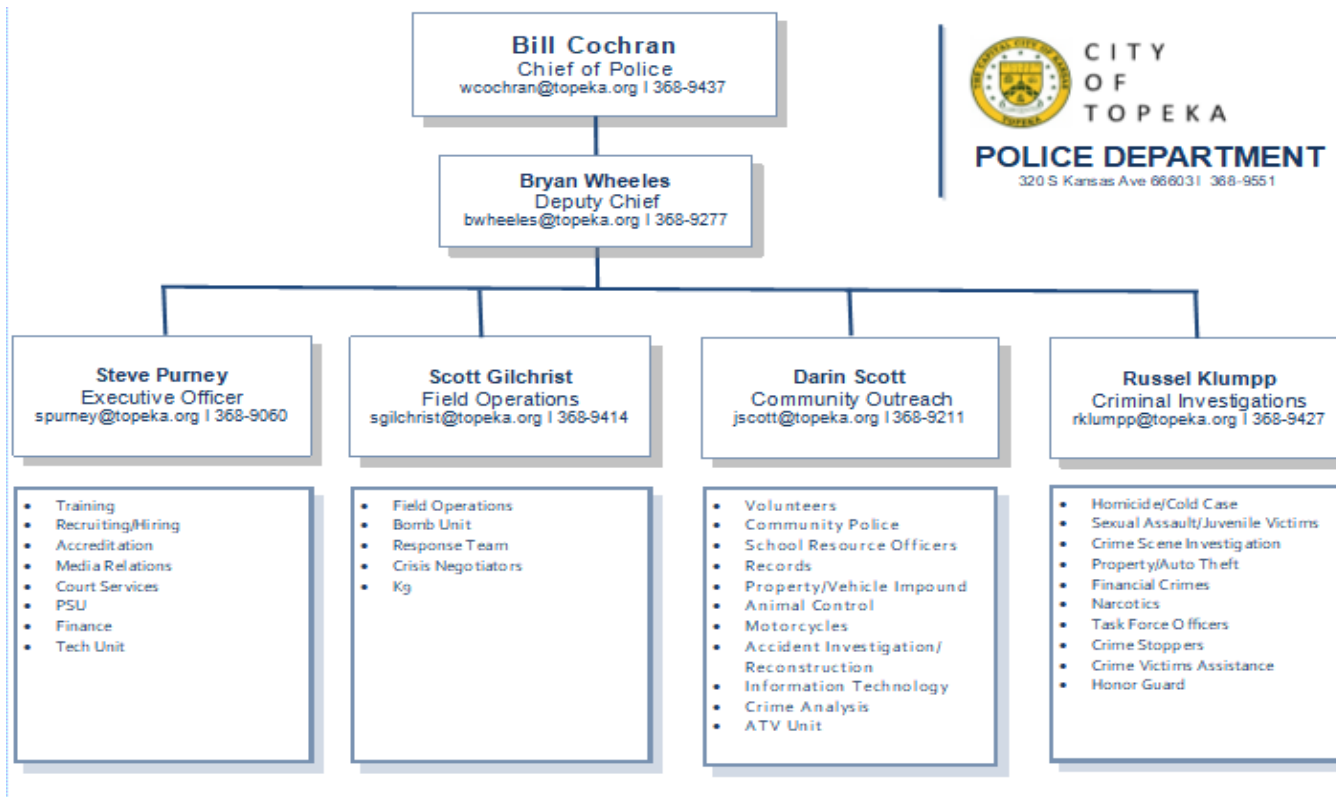 Bill Cochran
Chief of Police
wcochran@topeka.org l 368-9437
CITY
OF
TOPEKA
THE CAPITAL CITY OF KANSAS
TOPEKA
POLICE DEPARTMENT
320 S Kansas Ave 66603 l 368-9551
Bryan Wheeles
Deputy Chief
bwheeles@topeka.org l 368-9277
Steve Purney
Executive Officer
spurney@topeka.org l 368-9060
Scott Gilchrist
Field Operations
sgilchrist@topeka.org l 368-9414
Darin Scott
Community Outreach
jscott@topeka.org l 368-9211
Russel Klumpp
Criminal Investigations
rklumpp@topeka.org l 368-9427
• Training
• Recruiting/Hiring
• Accreditation
• Media Relations
• Court Services
• PSU
• Finance
• Tech Unit
• Field Operations
• Bomb Unit
• Response Team
• Crisis Negotiators
• K9
• Volunteers
• Community Police
• School Resource Officers
• Records
• Property/Vehicle Impound
• Animal Control
• Motorcycles
• Accident Investigation/
Reconstruction
• Information Technology
• Crime Analysis
• ATV Unit
• Homicide/Cold Case
• Sexual Assault/Juvenile Victims
• Crime Scene Investigation
• Property/Auto Theft
• Financial Crimes
• Narcotics
• Task Force Officers
• Crime Stoppers
• Crime Victims Assistance
• Honor Guard